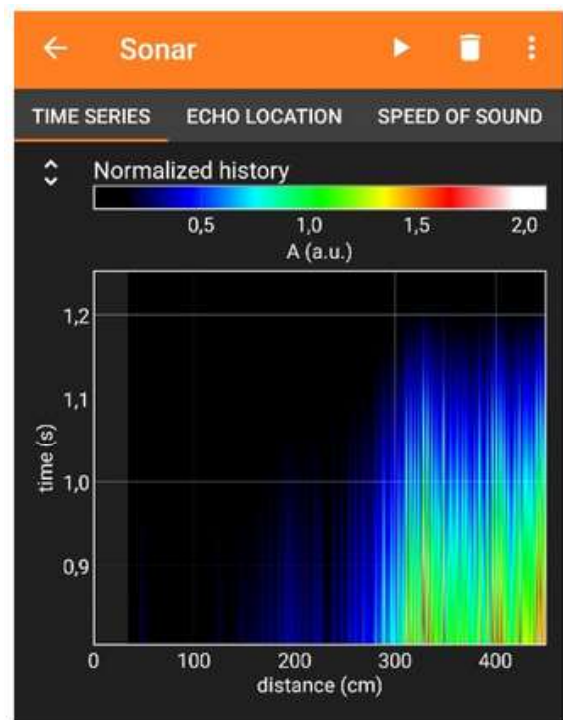 Sonar
TIME SERIES ECHO LOCATION SPEED OF SOUND
Normalized history
0,5 1,0 1,5 2,0
A (a.u.)
1,2
1,1
1,0
0,9
time (s)
0 100 200 300 400
distance (cm)